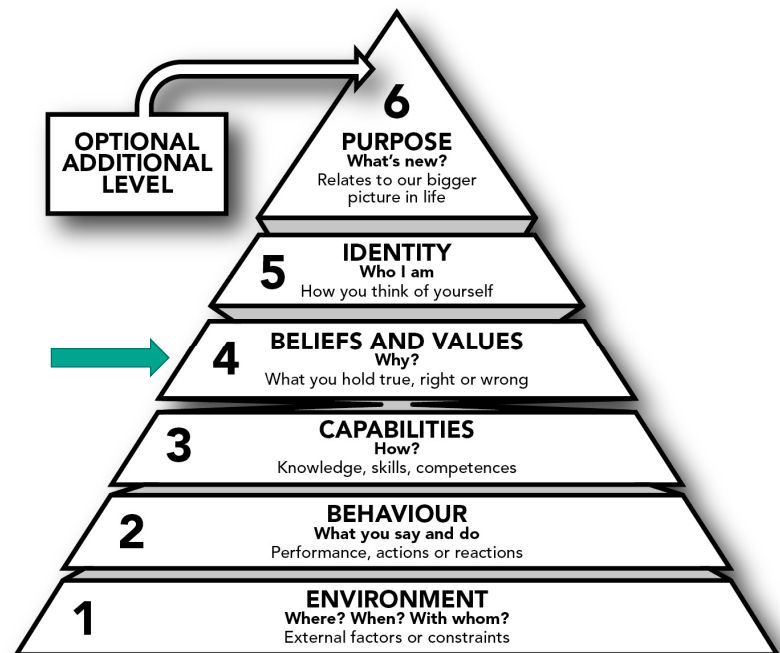 OPTIONAL
ADDITIONAL
LEVEL
6
PURPOSE
What's new?
Relates to our bigger
picture in life
5
IDENTITY
Who I am
How you think of yourself
4
BELIEFS AND VALUES
Why?
What you hold true, right or wrong
3
CAPABILITIES
How?
Knowledge, skills, competences
2
BEHAVIOUR
What you say and do
Performance, actions or reactions
1
ENVIRONMENT
Where? When? With whom?
External factors or constraints